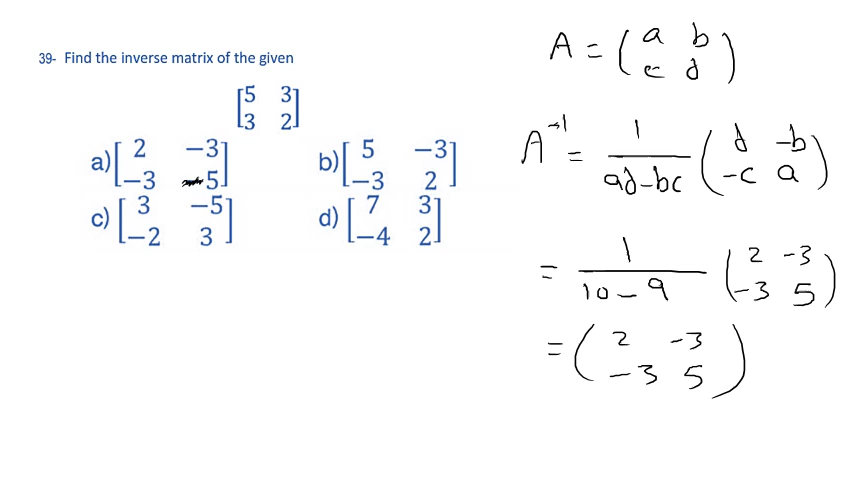 39- Find the inverse matrix of the given
[5 3
3 2]
a) [2 −3
−3 5]
b) [5 −3
−3 2]
c) [3 −5
−2 3]
d) [7 3
−4 2]
A = (a b
c d)
A⁻¹ = 1/(ad-bc) (d -b
-c a)
= 1/(10-9) (2 -3
-3 5)
= (2 -3
-3 5)